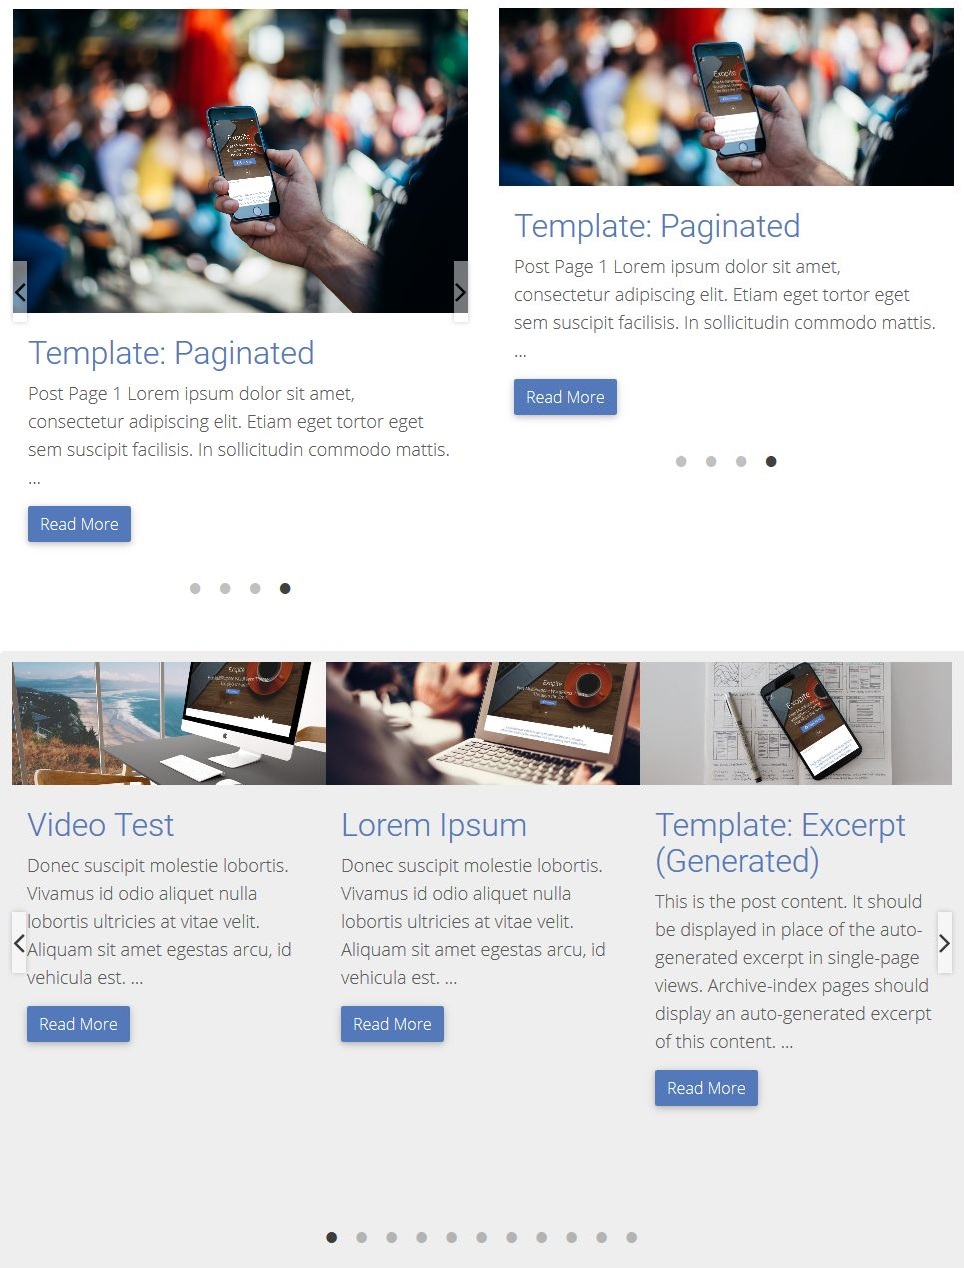 Exopite
Template: Paginated
Post Page 1 Lorem ipsum dolor sit amet,
consectetur adipiscing elit. Etiam eget tortor eget
sem suscipit facilisis. In sollicitudin commodo mattis.
...
Read More
Exopite
Template: Paginated
Post Page 1 Lorem ipsum dolor sit amet,
consectetur adipiscing elit. Etiam eget tortor eget
sem suscipit facilisis. In sollicitudin commodo mattis.
...
Read More
Exopite
Video Test
Donec suscipit molestie lobortis.
Vivamus id odio aliquet nulla
lobortis ultricies at vitae velit.
Aliquam sit amet egestas arcu, id
vehicula est. ...
Read More
Exopite
Lorem Ipsum
Donec suscipit molestie lobortis.
Vivamus id odio aliquet nulla
lobortis ultricies at vitae velit.
Aliquam sit amet egestas arcu, id
vehicula est. ...
Read More
Exopite
Template: Excerpt
(Generated)
This is the post content. It should
be displayed in place of the auto-
generated excerpt in single-page
views. Archive-index pages should
display an auto-generated excerpt
of this content. ...
Read More